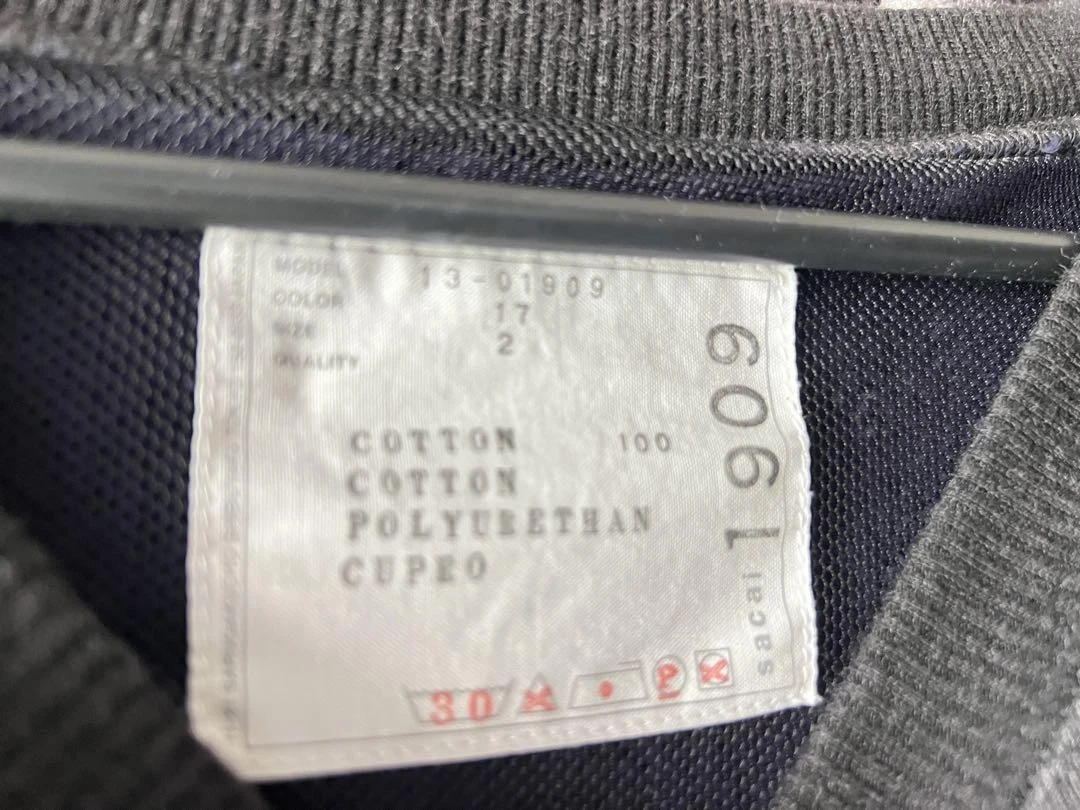 MODEL 13-01909
COLOR 17
SIZE 2
QUALITY
COTTON 100
COTTON
POLYURETHAN
CUPRO
30
sacai 1909